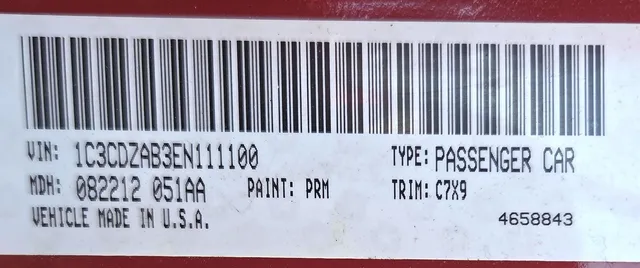 VIN: 1C3CDZAB3EN111100 TYPE: PASSENGER CAR
MDH: 082212 051AA PAINT: PRM TRIM: C7X9
VEHICLE MADE IN U.S.A. 4658843